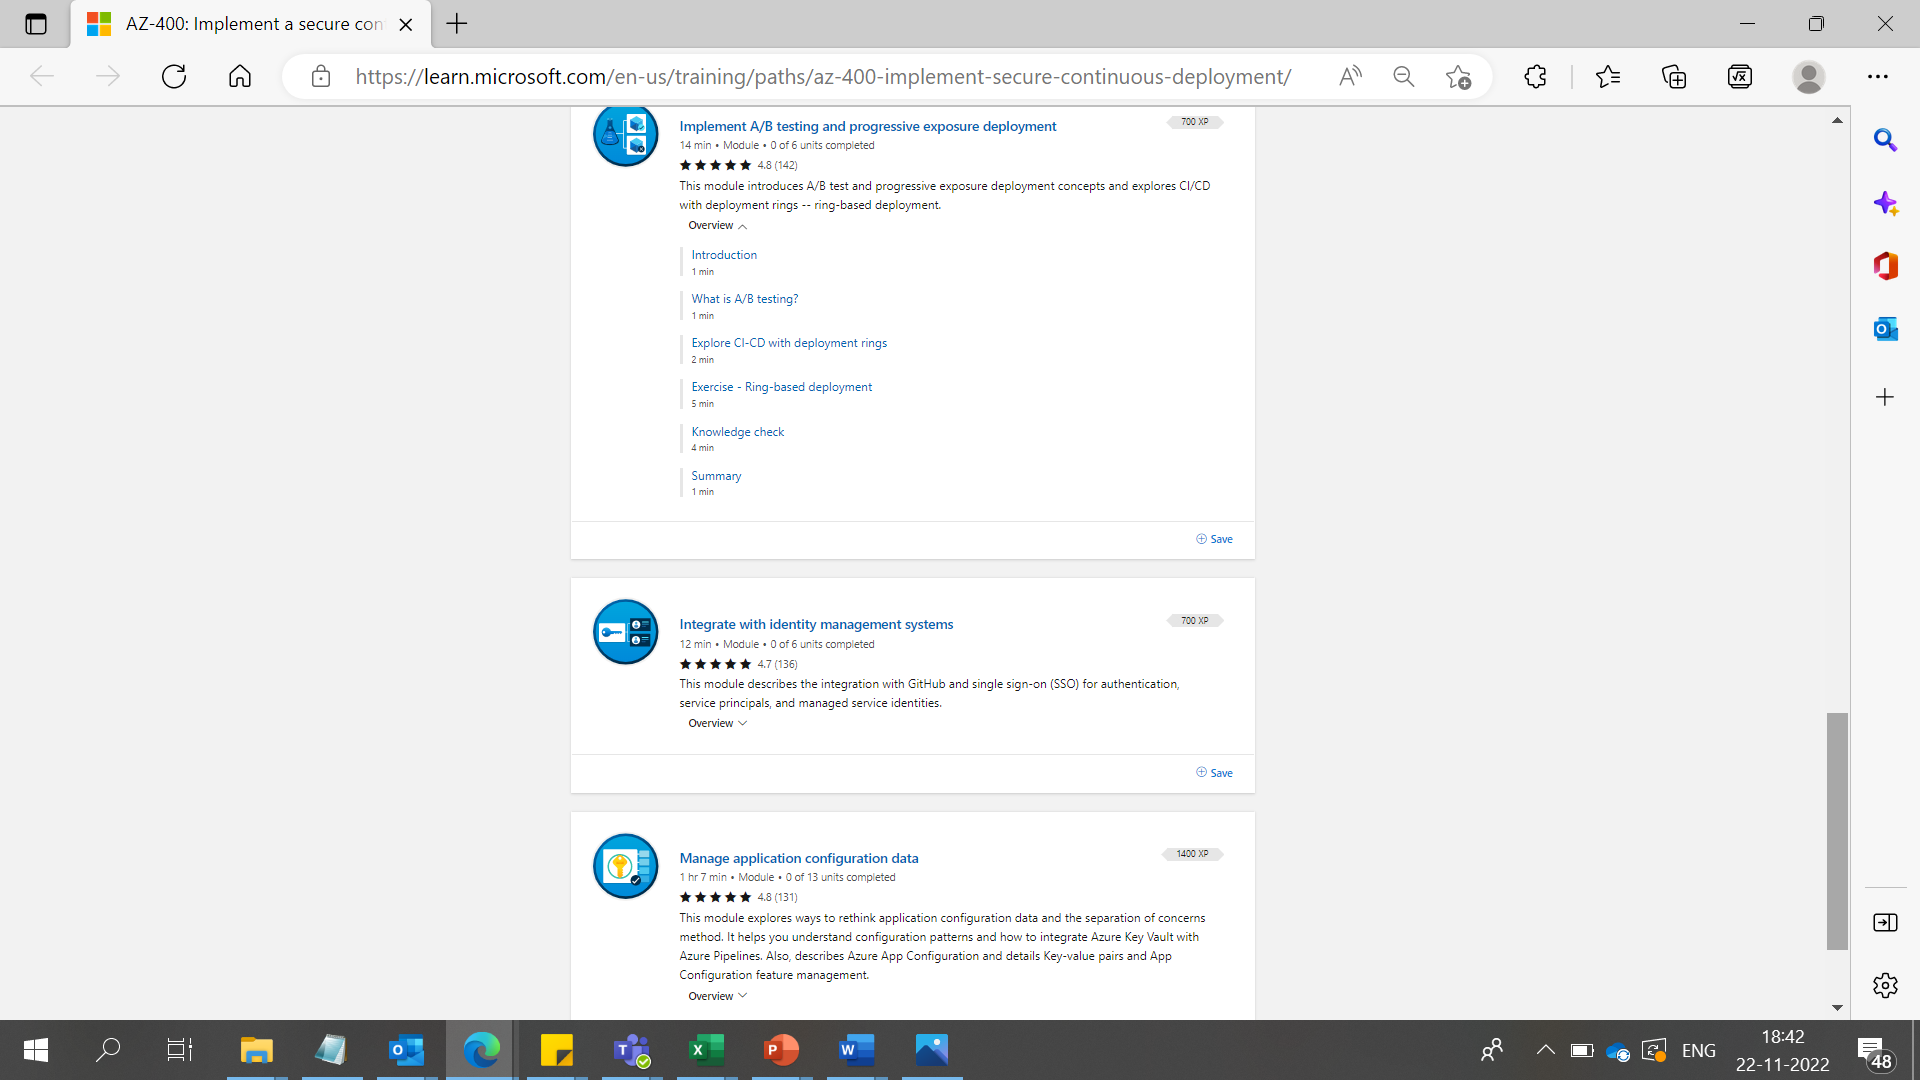 AZ-400: Implement a secure con
https://learn.microsoft.com/en-us/training/paths/az-400-implement-secure-continuous-deployment/
Implement A/B testing and progressive exposure deployment
700 XP
14 min • Module • 0 of 6 units completed
4.8 (142)
This module introduces A/B test and progressive exposure deployment concepts and explores CI/CD
with deployment rings -- ring-based deployment.
Overview
Introduction
1 min
What is A/B testing?
1 min
Explore CI-CD with deployment rings
2 min
Exercise - Ring-based deployment
5 min
Knowledge check
4 min
Summary
1 min
Save
Integrate with identity management systems
700 XP
12 min • Module • 0 of 6 units completed
4.7 (136)
This module describes the integration with GitHub and single sign-on (SSO) for authentication,
service principals, and managed service identities.
Overview
Save
Manage application configuration data
1400 XP
1 hr 7 min • Module • 0 of 13 units completed
4.8 (131)
This module explores ways to rethink application configuration data and the separation of concerns
method. It helps you understand configuration patterns and how to integrate Azure Key Vault with
Azure Pipelines. Also, describes Azure App Configuration and details Key-value pairs and App
Configuration feature management.
Overview
ENG
18:42
22-11-2022
48